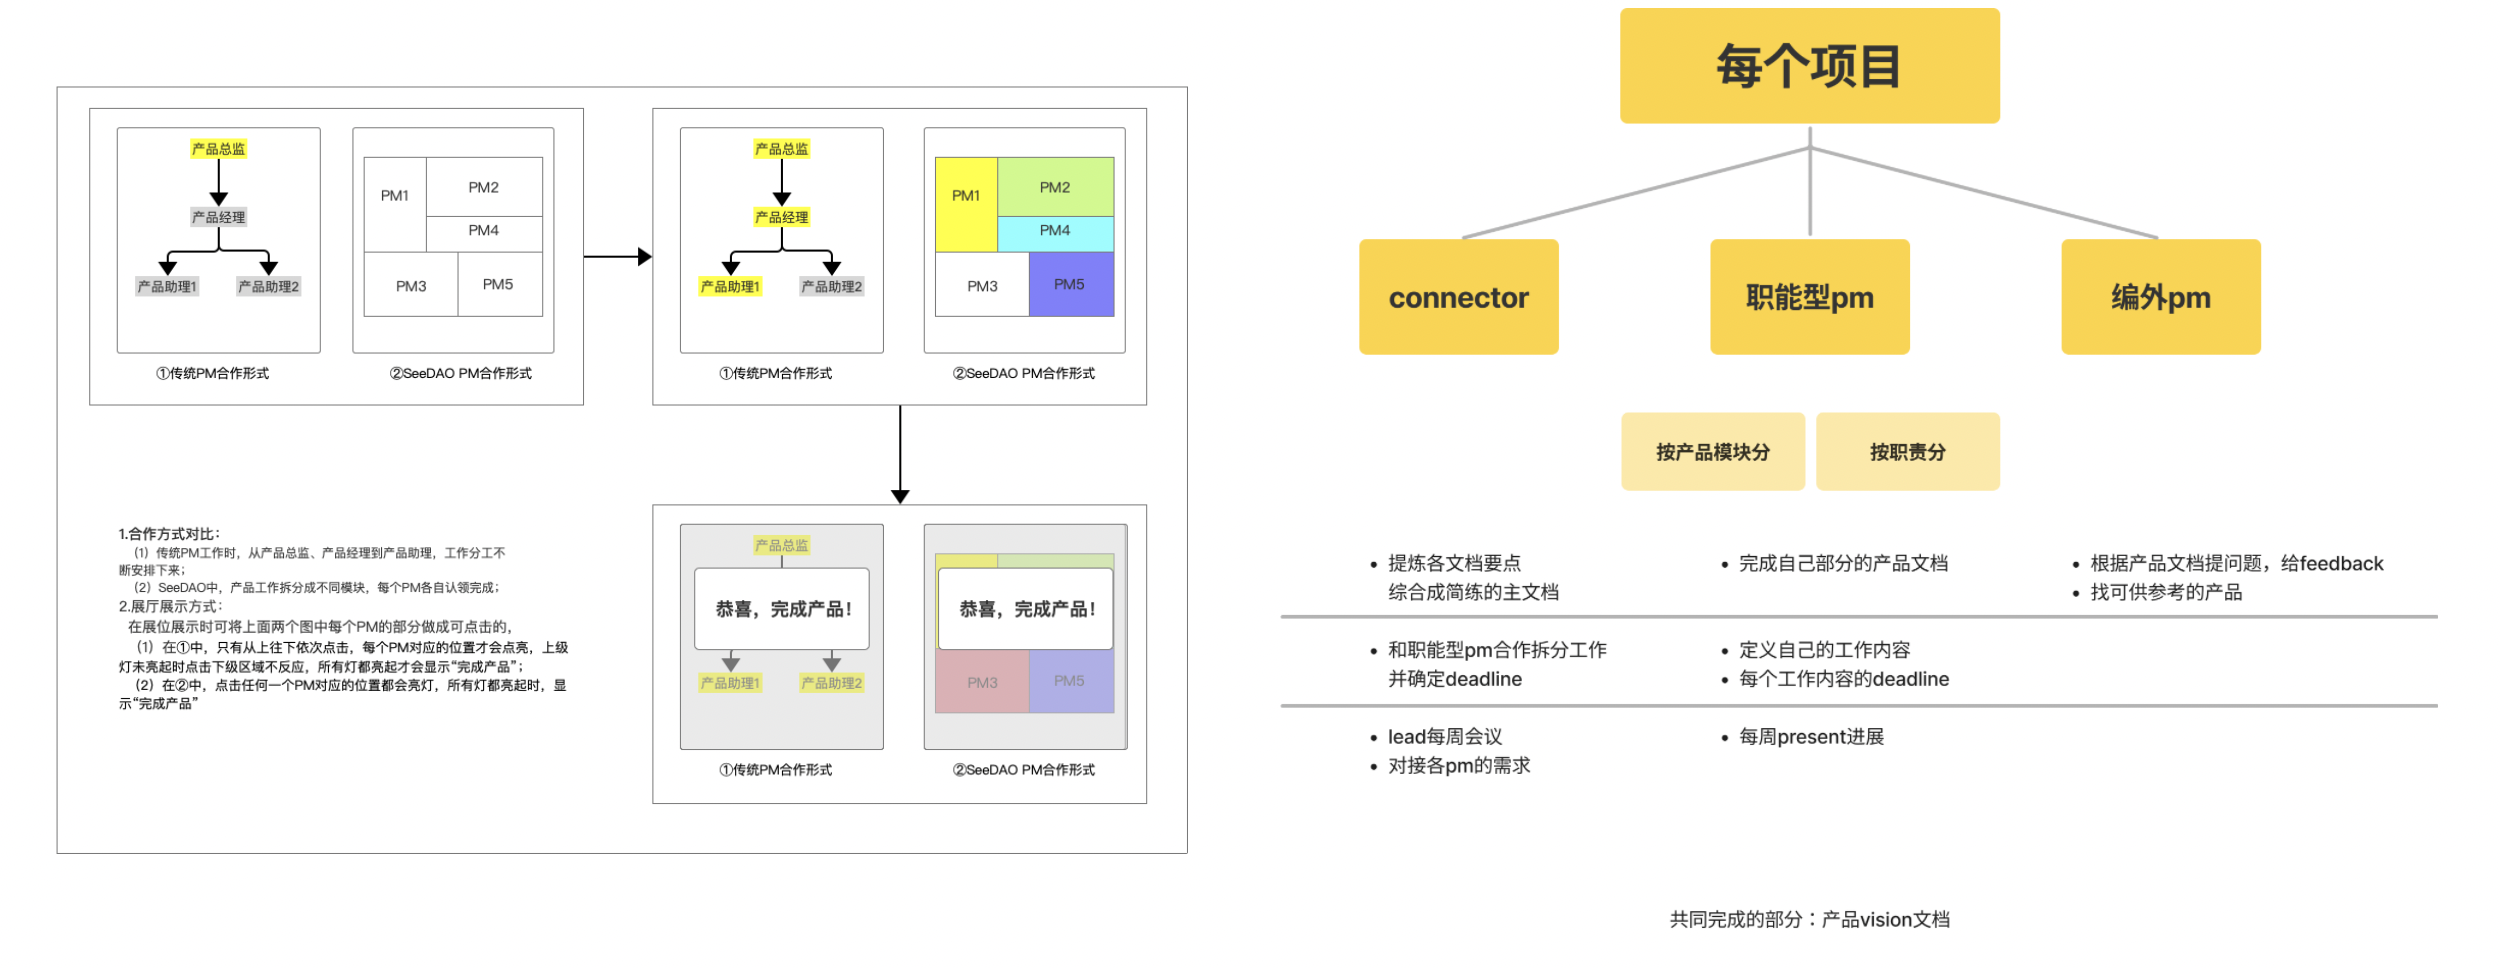 产品总监
产品经理
产品助理1
产品助理2
①传统PM合作形式
PM1
PM2
PM4
PM3
PM5
②SeeDAO PM合作形式
产品总监
产品经理
产品助理1
产品助理2
①传统PM合作形式
PM1
PM2
PM4
PM3
PM5
②SeeDAO PM合作形式
1.合作方式对比：
（1）传统PM工作时，从产品总监、产品经理到产品助理，工作分工不
断安排下来；
（2）SeeDAO中，产品工作拆分成不同模块，每个PM各自认领完成；
2.展厅展示方式：
在展位展示时可将上面两个图中每个PM的部分做成可点击的，
（1）在①中，只有从上往下依次点击，每个PM对应的位置才会点亮，上级
灯未亮起时点击下级区域不反应，所有灯都亮起才会显示“完成产品”；
（2）在②中，点击任何一个PM对应的位置都会亮灯，所有灯都亮起时，显
示“完成产品”
产品总监
恭喜，完成产品！
产品助理1
产品助理2
①传统PM合作形式
恭喜，完成产品！
PM3
PM5
②SeeDAO PM合作形式
每个项目
connector
职能型pm
编外pm
按产品模块分
按职责分
• 提炼各文档要点
综合成简练的主文档
• 完成自己部分的产品文档
• 根据产品文档提问题，给feedback
• 找可供参考的产品
• 和职能型pm合作拆分工作
并确定deadline
• 定义自己的工作内容
• 每个工作内容的deadline
• lead每周会议
• 对接各pm的需求
• 每周present进展
共同完成的部分：产品vision文档